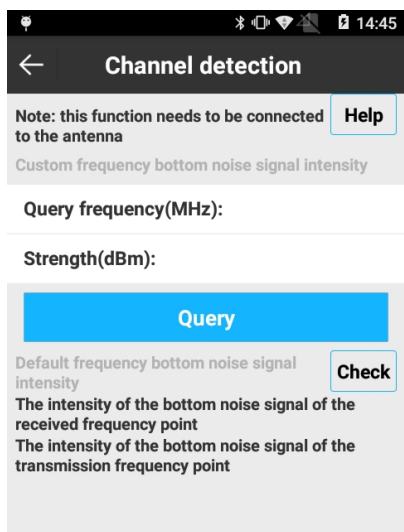 14:45
Channel detection
Note: this function needs to be connected
to the antenna
Help
Custom frequency bottom noise signal intensity
Query frequency(MHz):
Strength(dBm):
Query
Default frequency bottom noise signal
intensity
Check
The intensity of the bottom noise signal of the
received frequency point
The intensity of the bottom noise signal of the
transmission frequency point